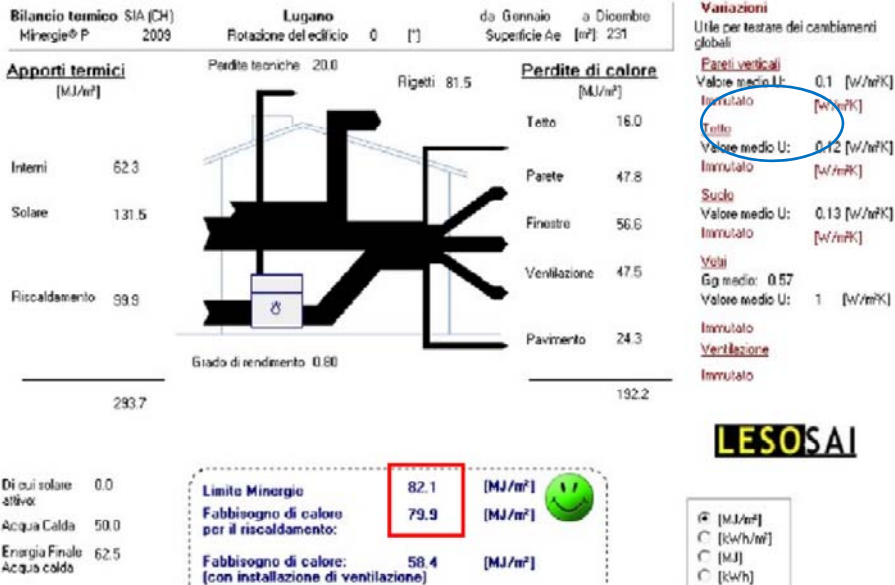 Bilancio termico SIA (CH) Lugano da Gennaio a Dicembre
Minergie® P 2009 Rotazione del edificio 0 [°] Superficie Ae [m²]: 231
Apporti termici
[MJ/m²]
Interni 62.3
Solare 131.5
Riscaldamento 99.9
293.7
Perdite tecniche 20.0
Rigetti 81.5
Grado di rendimento 0.80
Perdite di calore
[MJ/m²]
Tetto 16.0
Parete 47.8
Finestre 56.6
Ventilazione 47.5
Pavimento 24.3
192.2
Variazioni
Utile per testare dei cambiamenti
globali
Pareti verticali
Valore medio U: 0.1 [W/m²K]
Immutato [W/m²K]
Tetto
Valore medio U: 0.12 [W/m²K]
Immutato [W/m²K]
Suolo
Valore medio U: 0.13 [W/m²K]
Immutato [W/m²K]
Vetri
Gg medio: 0.57
Valore medio U: 1 [W/m²K]
Immutato
Ventilazione
Immutato
LESOSAI
Di cui solare 0.0
attivo:
Acqua Calda 50.0
Energia Finale 62.5
Acqua calda
Limite Minergie 82.1 [MJ/m²]
Fabbisogno di calore 79.9 [MJ/m²]
per il riscaldamento:
Fabbisogno di calore: 58.4 [MJ/m²]
(con installazione di ventilazione)
[MJ/m²]
[kWh/m²]
[MJ]
[kWh]